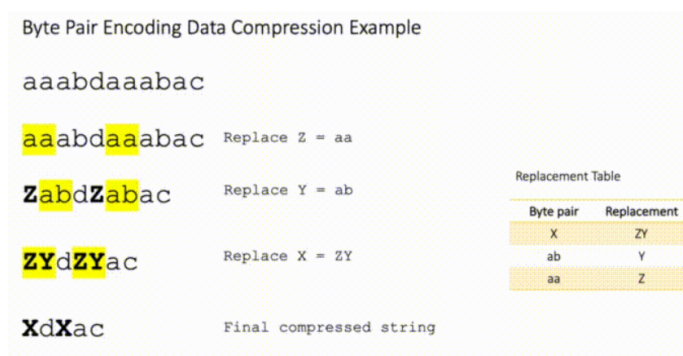 Byte Pair Encoding Data Compression Example
aaabdaaabac
aaabdaaabac Replace Z = aa
ZabdZabac Replace Y = ab
ZYdZYac Replace X = ZY
XdXac Final compressed string
Replacement Table
Byte pair Replacement
X ZY
ab Y
aa Z